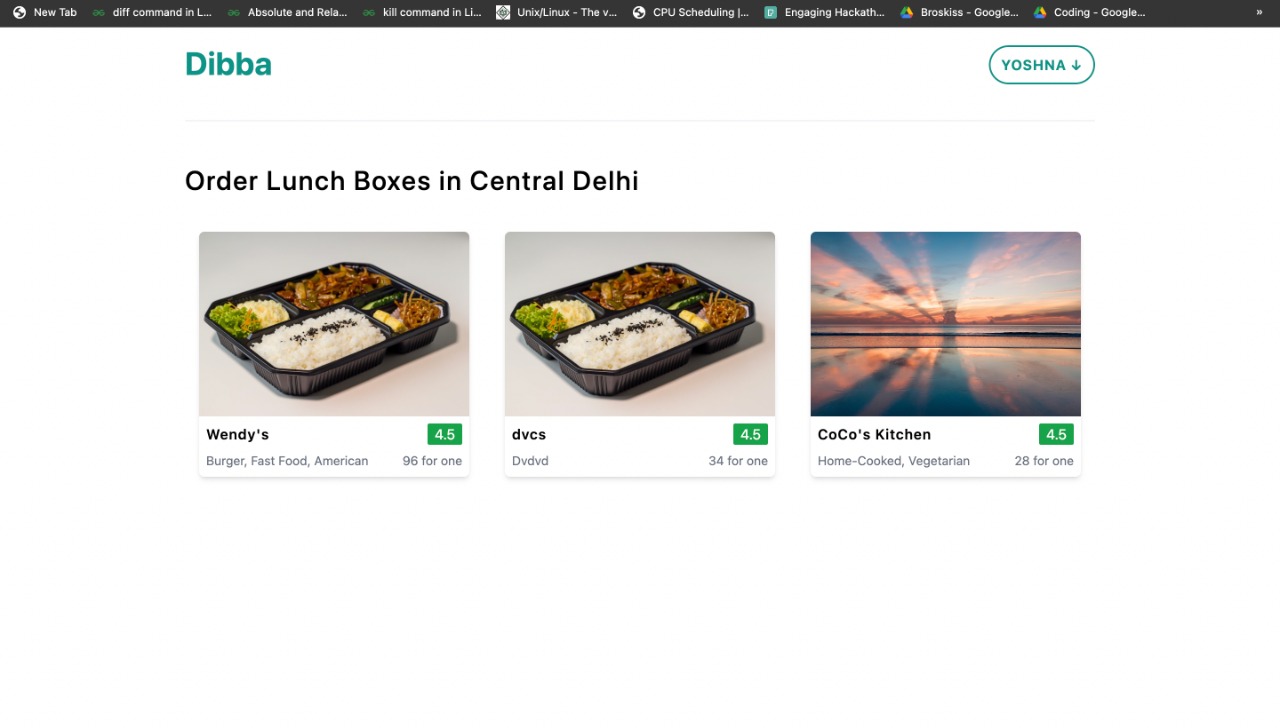 New Tab diff command in L... Absolute and Rela... kill command in Li... Unix/Linux - The v... CPU Scheduling |... Engaging Hackath... Broskiss - Google... Coding - Google... »
Dibba YOSHNA ↓
Order Lunch Boxes in Central Delhi
Wendy's 4.5
Burger, Fast Food, American 96 for one
dvcs 4.5
Dvdvd 34 for one
CoCo's Kitchen 4.5
Home-Cooked, Vegetarian 28 for one